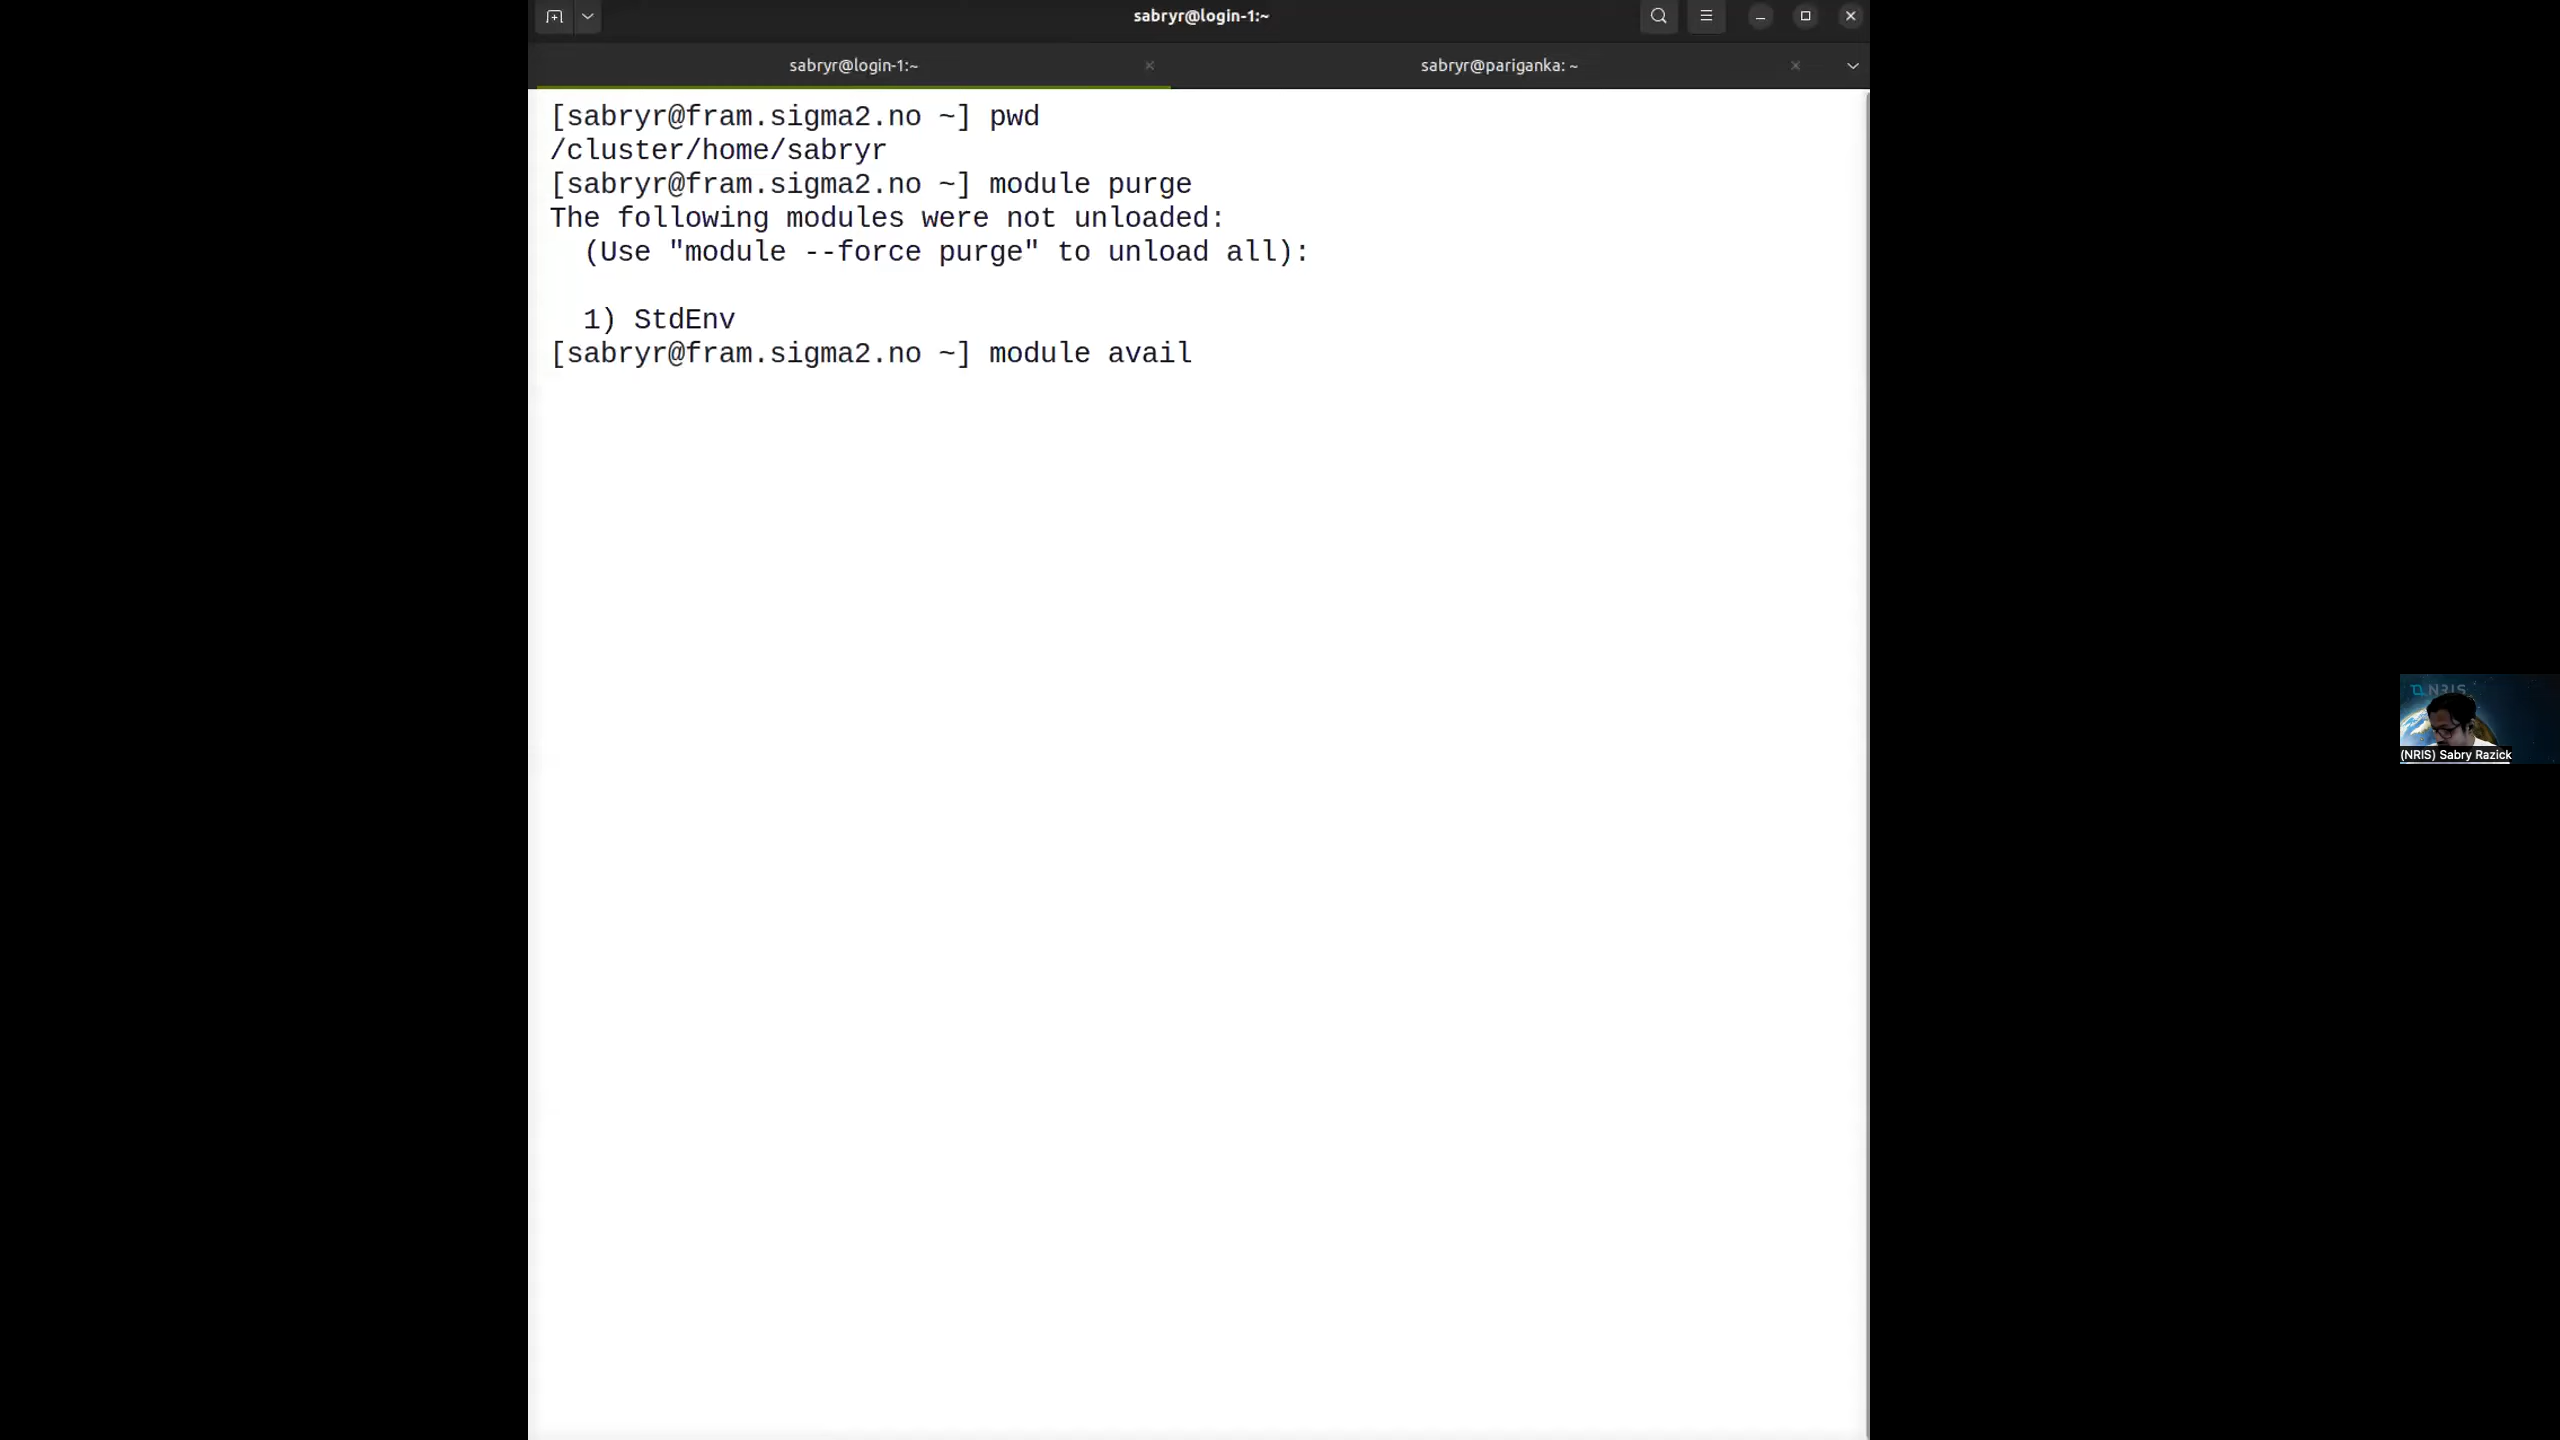 sabryr@login-1:~
sabryr@login-1:~
sabryr@pariganka: ~
[sabryr@fram.sigma2.no ~] pwd
/cluster/home/sabryr
[sabryr@fram.sigma2.no ~] module purge
The following modules were not unloaded:
(Use "module --force purge" to unload all):
1) StdEnv
[sabryr@fram.sigma2.no ~] module avail
NRIS
(NRIS) Sabry Razick